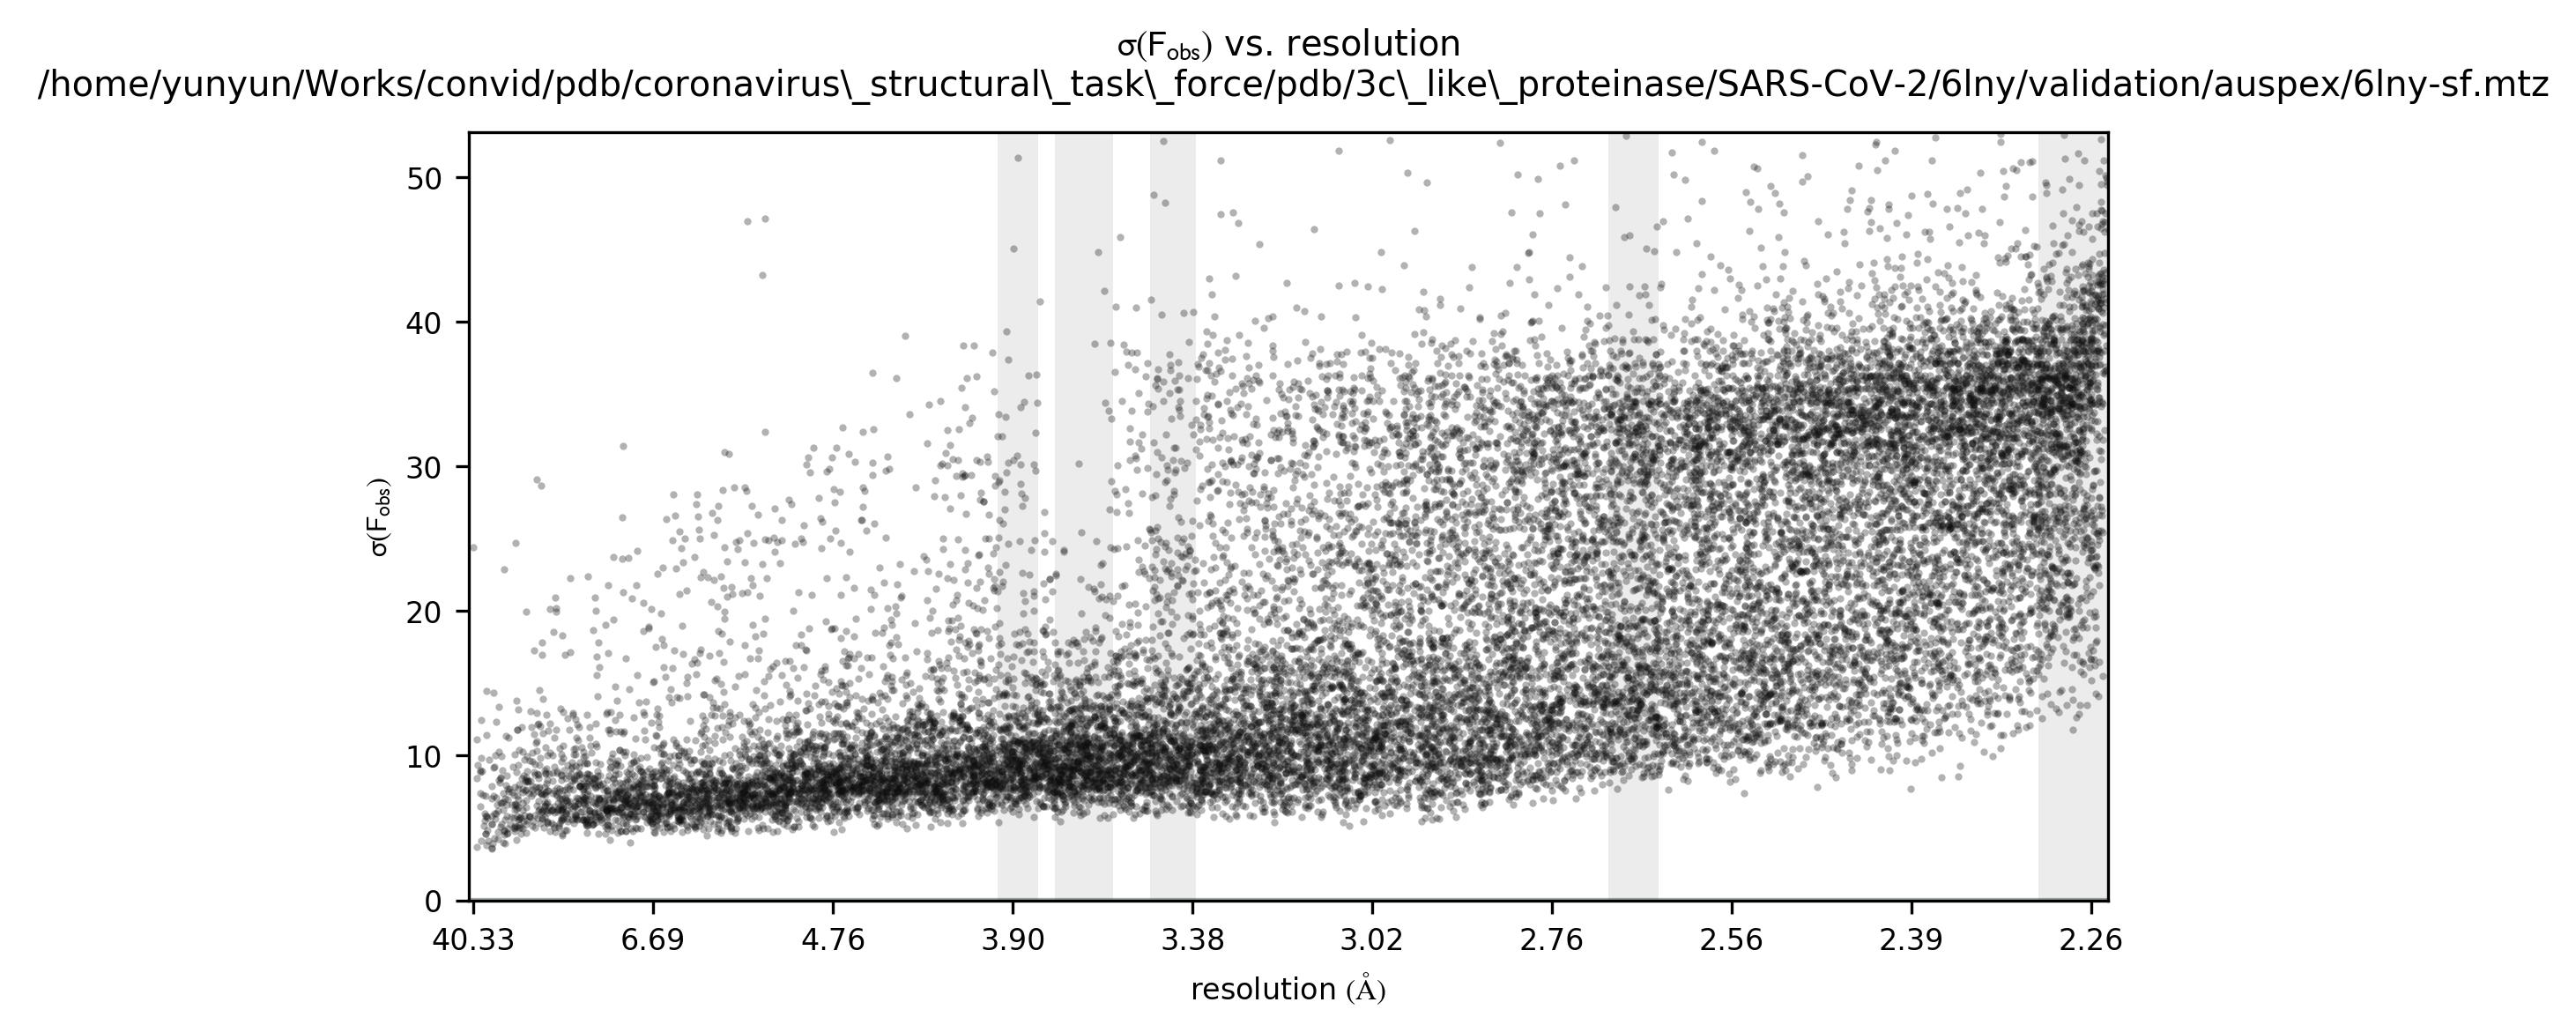 σ(Fobs) vs. resolution
/home/yunyun/Works/convid/pdb/coronavirus\_structural\_task\_force/pdb/3c\_like\_proteinase/SARS-CoV-2/6lny/validation/auspex/6lny-sf.mtz
σ(Fobs)
50
40
30
20
10
0
40.33 6.69 4.76 3.90 3.38 3.02 2.76 2.56 2.39 2.26
resolution (Å)